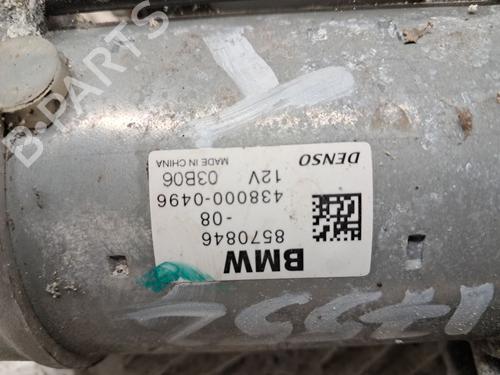 BMW
8570846
-08
438000-0496
12V 03B06
DENSO MADE IN CHINA
B-PARTS